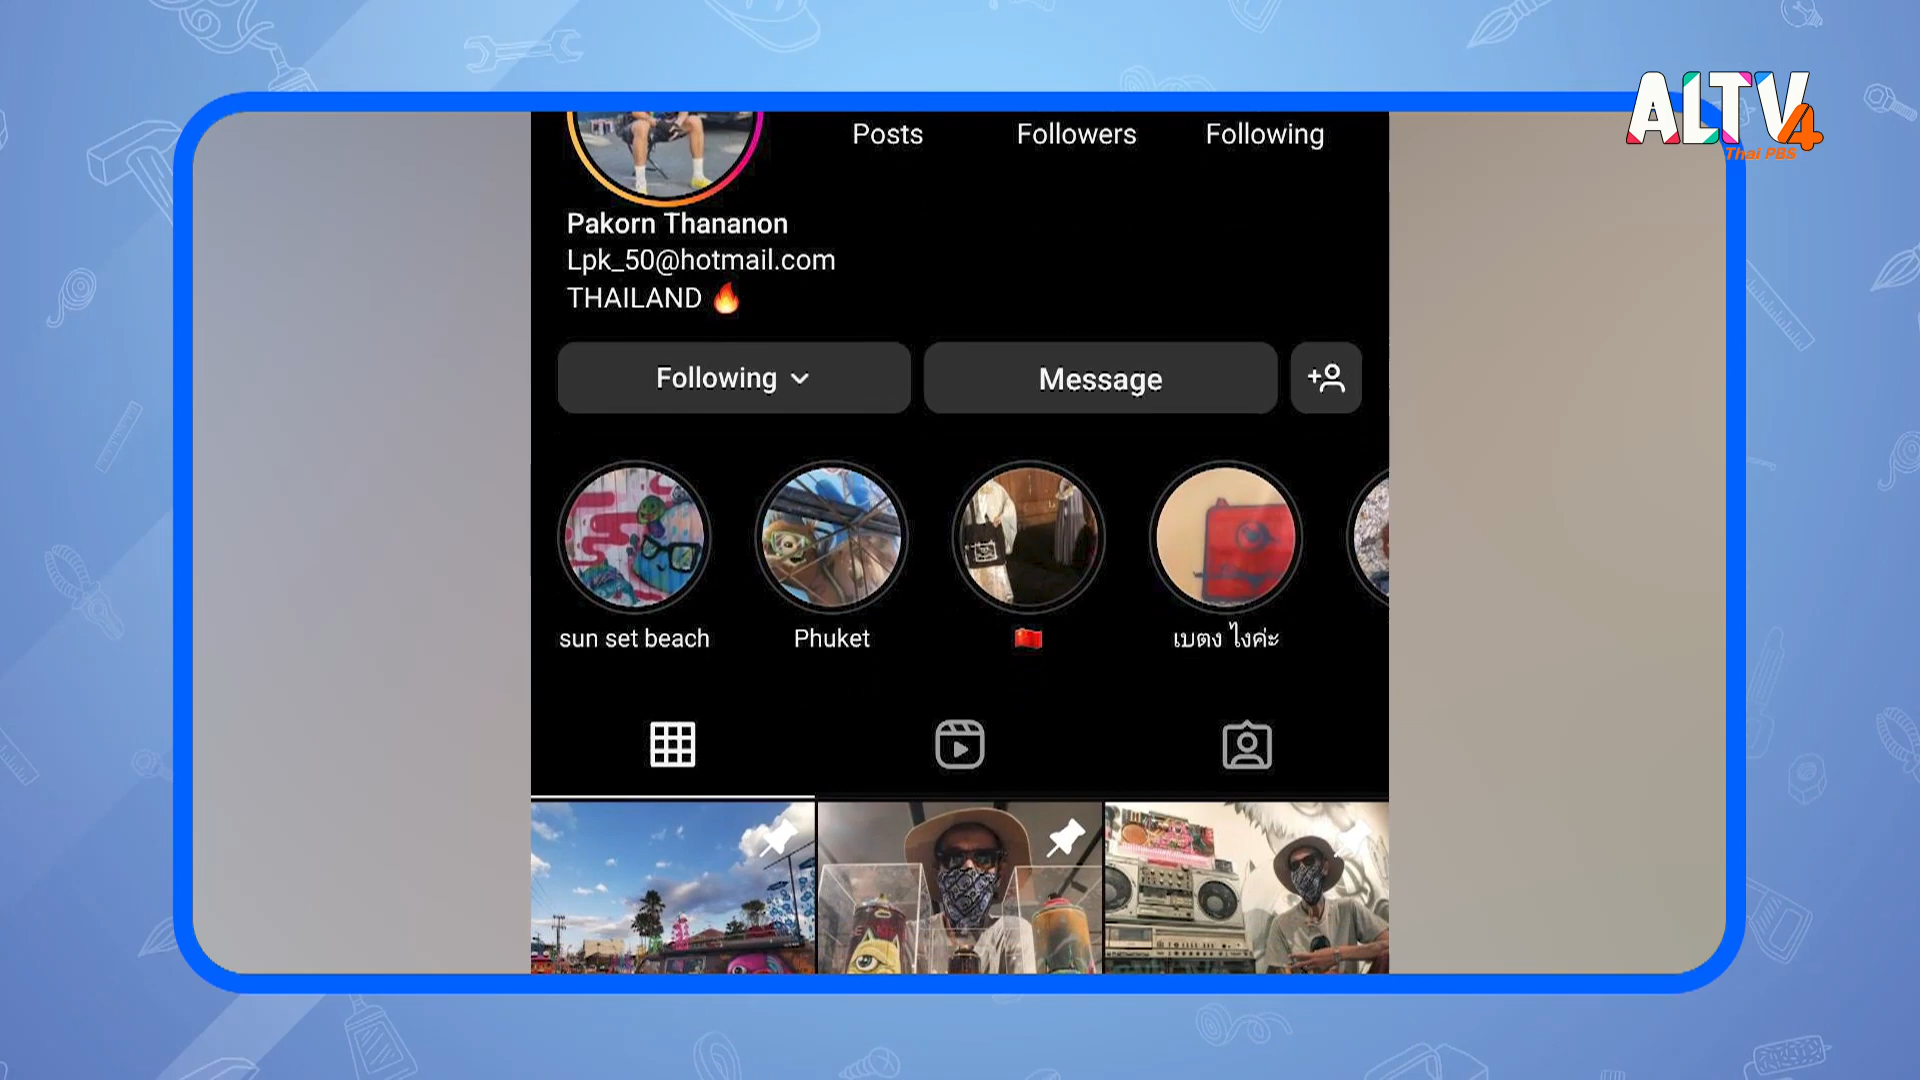 ALTV4
Thai PBS
Posts Followers Following
Pakorn Thananon
Lpk_50@hotmail.com
THAILAND 🔥
Following Message
sun set beach Phuket 🇨🇳 เบตง ไงค่ะ